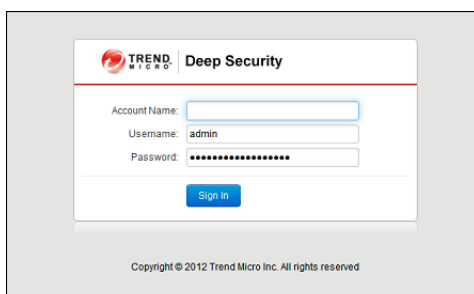 TREND MICRO Deep Security
Account Name:
Username: admin
Password: ••••••••••••••••••
Sign In
Copyright © 2012 Trend Micro Inc. All rights reserved